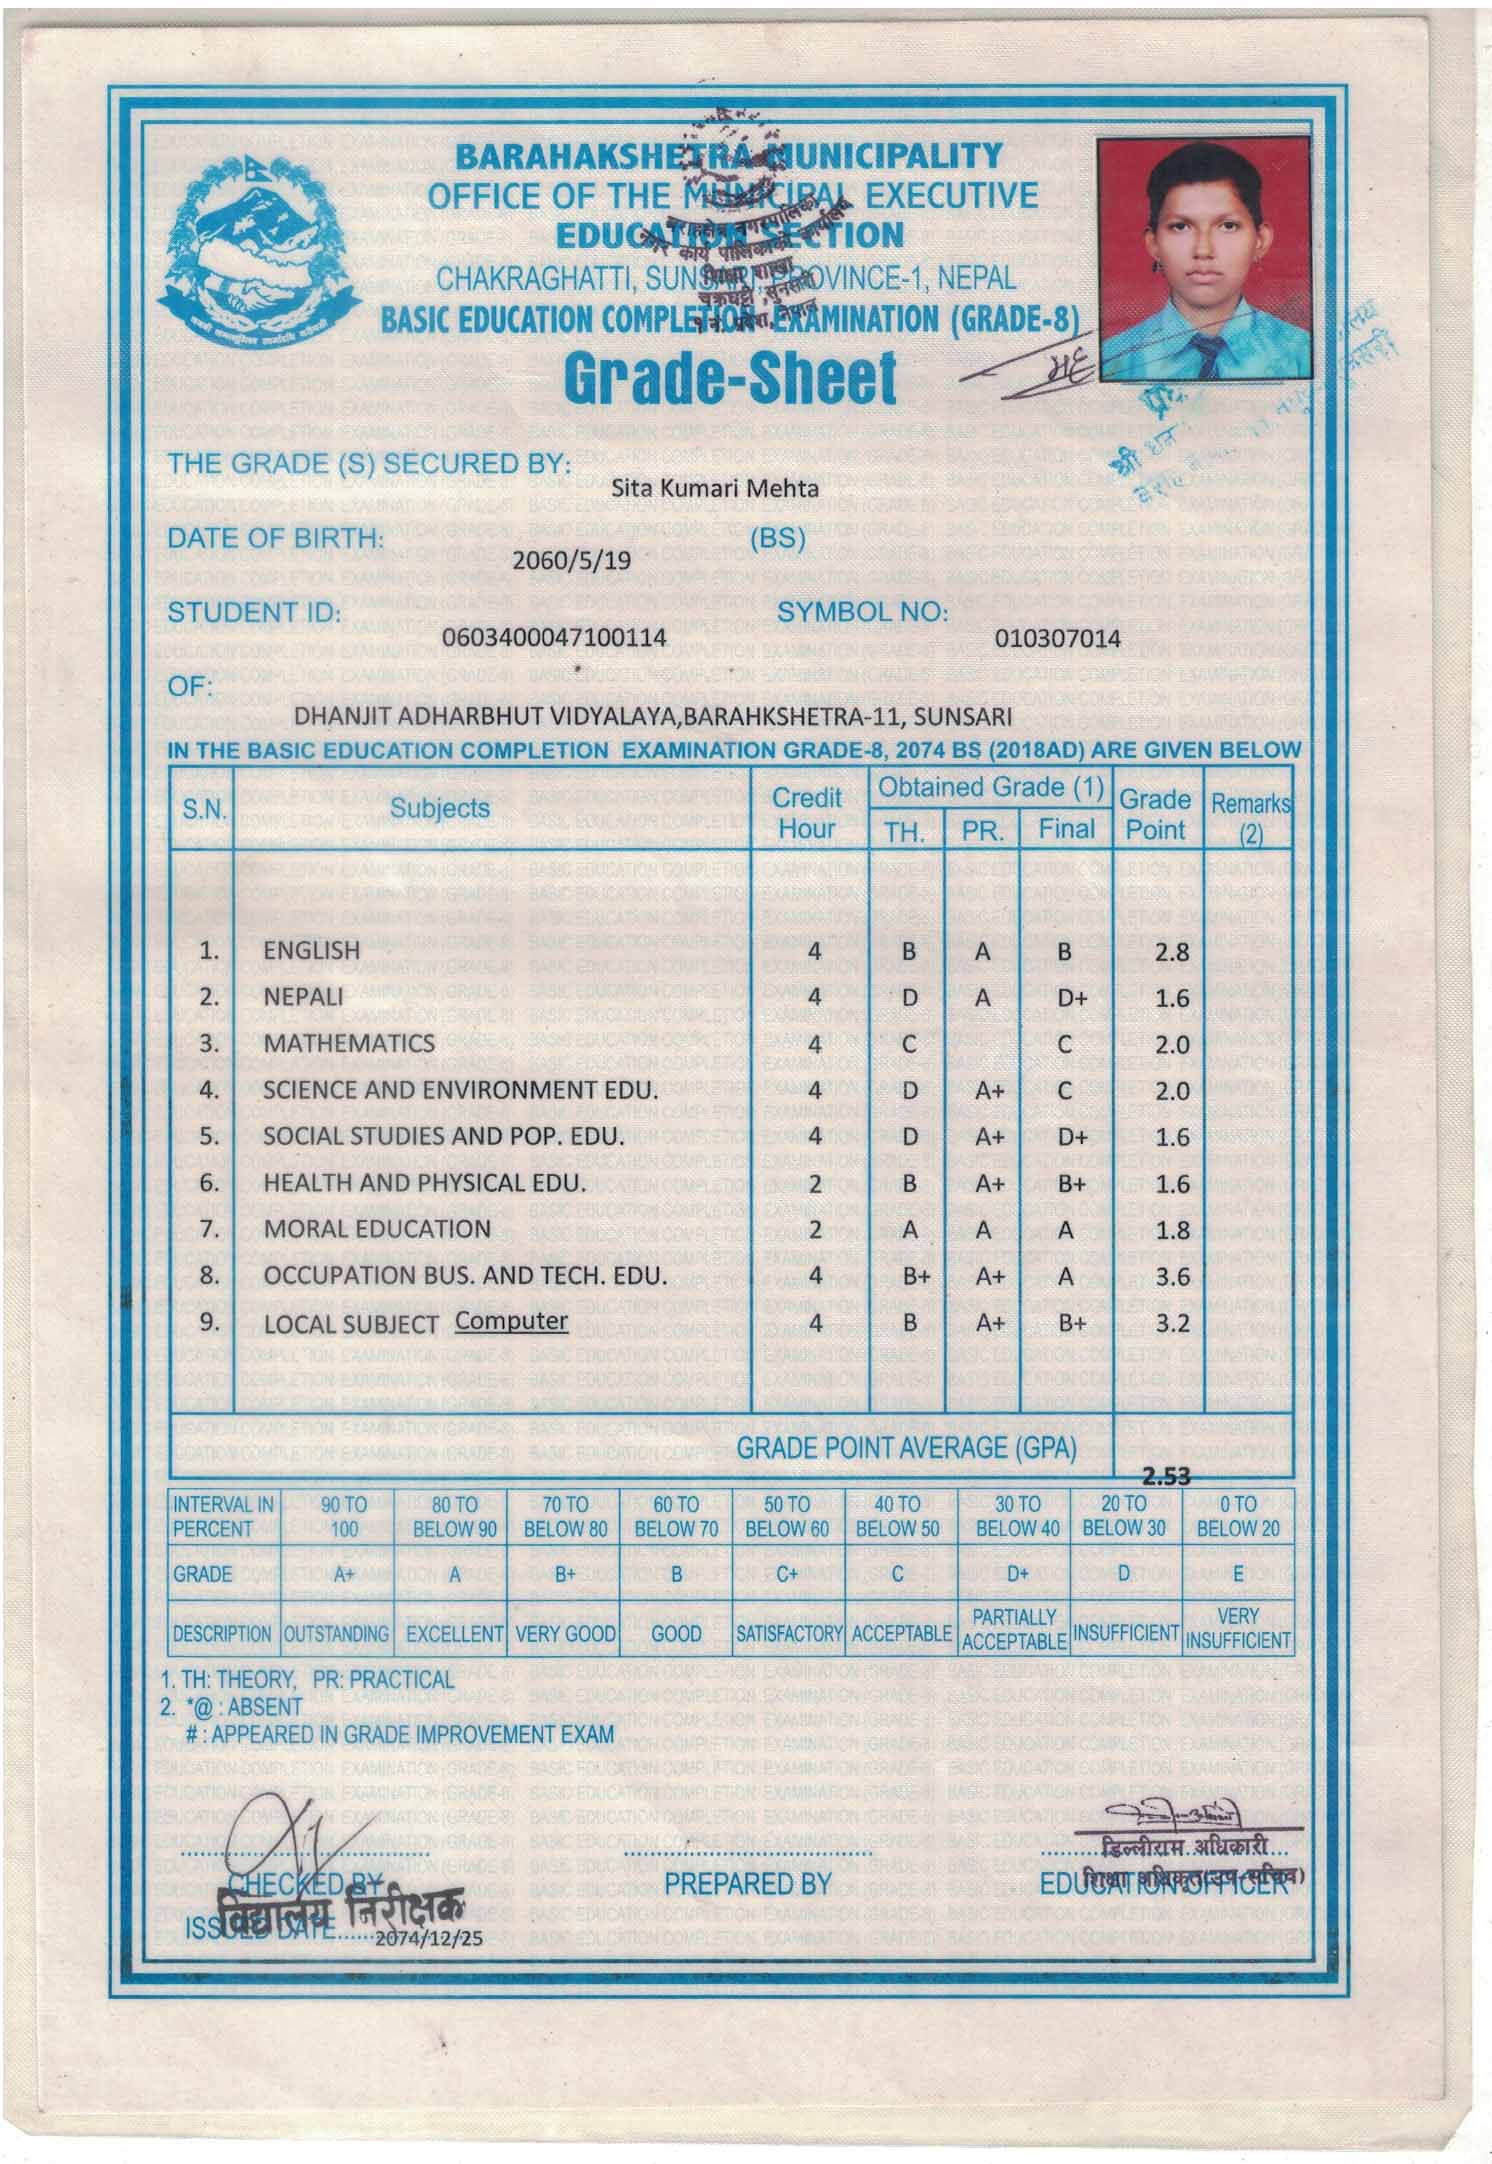 BARAHAKSHETRA MUNICIPALITY
OFFICE OF THE MUNICIPAL EXECUTIVE
EDUCATION SECTION
CHAKRAGHATTI, SUNSARI, PROVINCE-1, NEPAL
BASIC EDUCATION COMPLETION EXAMINATION (GRADE-8)
Grade-Sheet
बराहक्षेत्र नगरपालिका
नगर कार्य पालिकाको कार्यालय
शिक्षा शाखा
चक्रघट्टी, सुनसरी
१ नं. प्रदेश, नेपाल
श्री धन
THE GRADE (S) SECURED BY:
Sita Kumari Mehta
DATE OF BIRTH: (BS)
2060/5/19
STUDENT ID: SYMBOL NO:
0603400047100114 010307014
OF:
DHANJIT ADHARBHUT VIDYALAYA,BARAHKSHETRA-11, SUNSARI
IN THE BASIC EDUCATION COMPLETION EXAMINATION GRADE-8, 2074 BS (2018AD) ARE GIVEN BELOW
S.N. Subjects Credit Hour Obtained Grade (1) Grade Point Remarks (2)
TH. PR. Final
1. ENGLISH 4 B A B 2.8
2. NEPALI 4 D A D+ 1.6
3. MATHEMATICS 4 C C 2.0
4. SCIENCE AND ENVIRONMENT EDU. 4 D A+ C 2.0
5. SOCIAL STUDIES AND POP. EDU. 4 D A+ D+ 1.6
6. HEALTH AND PHYSICAL EDU. 2 B A+ B+ 1.6
7. MORAL EDUCATION 2 A A A 1.8
8. OCCUPATION BUS. AND TECH. EDU. 4 B+ A+ A 3.6
9. LOCAL SUBJECT Computer 4 B A+ B+ 3.2
GRADE POINT AVERAGE (GPA)
2.53
INTERVAL IN PERCENT 90 TO 100 80 TO BELOW 90 70 TO BELOW 80 60 TO BELOW 70 50 TO BELOW 60 40 TO BELOW 50 30 TO BELOW 40 20 TO BELOW 30 0 TO BELOW 20
GRADE A+ A B+ B C+ C D+ D E
DESCRIPTION OUTSTANDING EXCELLENT VERY GOOD GOOD SATISFACTORY ACCEPTABLE PARTIALLY ACCEPTABLE INSUFFICIENT VERY INSUFFICIENT
1. TH: THEORY, PR: PRACTICAL
2. *@ : ABSENT
# : APPEARED IN GRADE IMPROVEMENT EXAM
डिल्लीराम अधिकारी
शिक्षा अधिकृत(उप-सचिव)
CHECKED BY PREPARED BY EDUCATION OFFICER
विद्यालय निरीक्षक
ISSUED DATE 2074/12/25